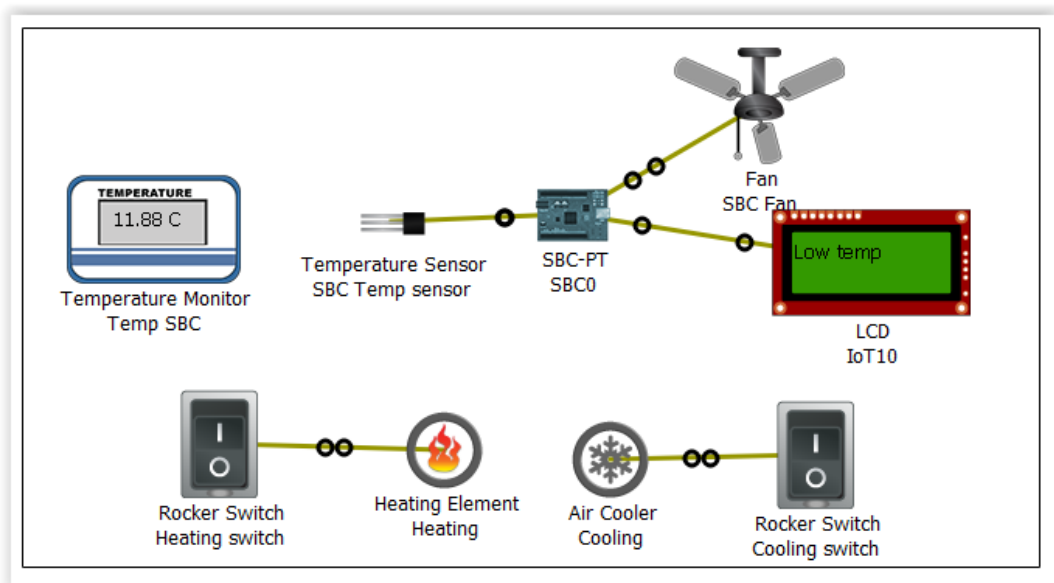 TEMPERATURE
11.88 C
Temperature Monitor
Temp SBC
Temperature Sensor
SBC Temp sensor
SBC-PT
SBC0
Fan
SBC Fan
Low temp
LCD
IoT10
Rocker Switch
Heating switch
Heating Element
Heating
Air Cooler
Cooling
Rocker Switch
Cooling switch